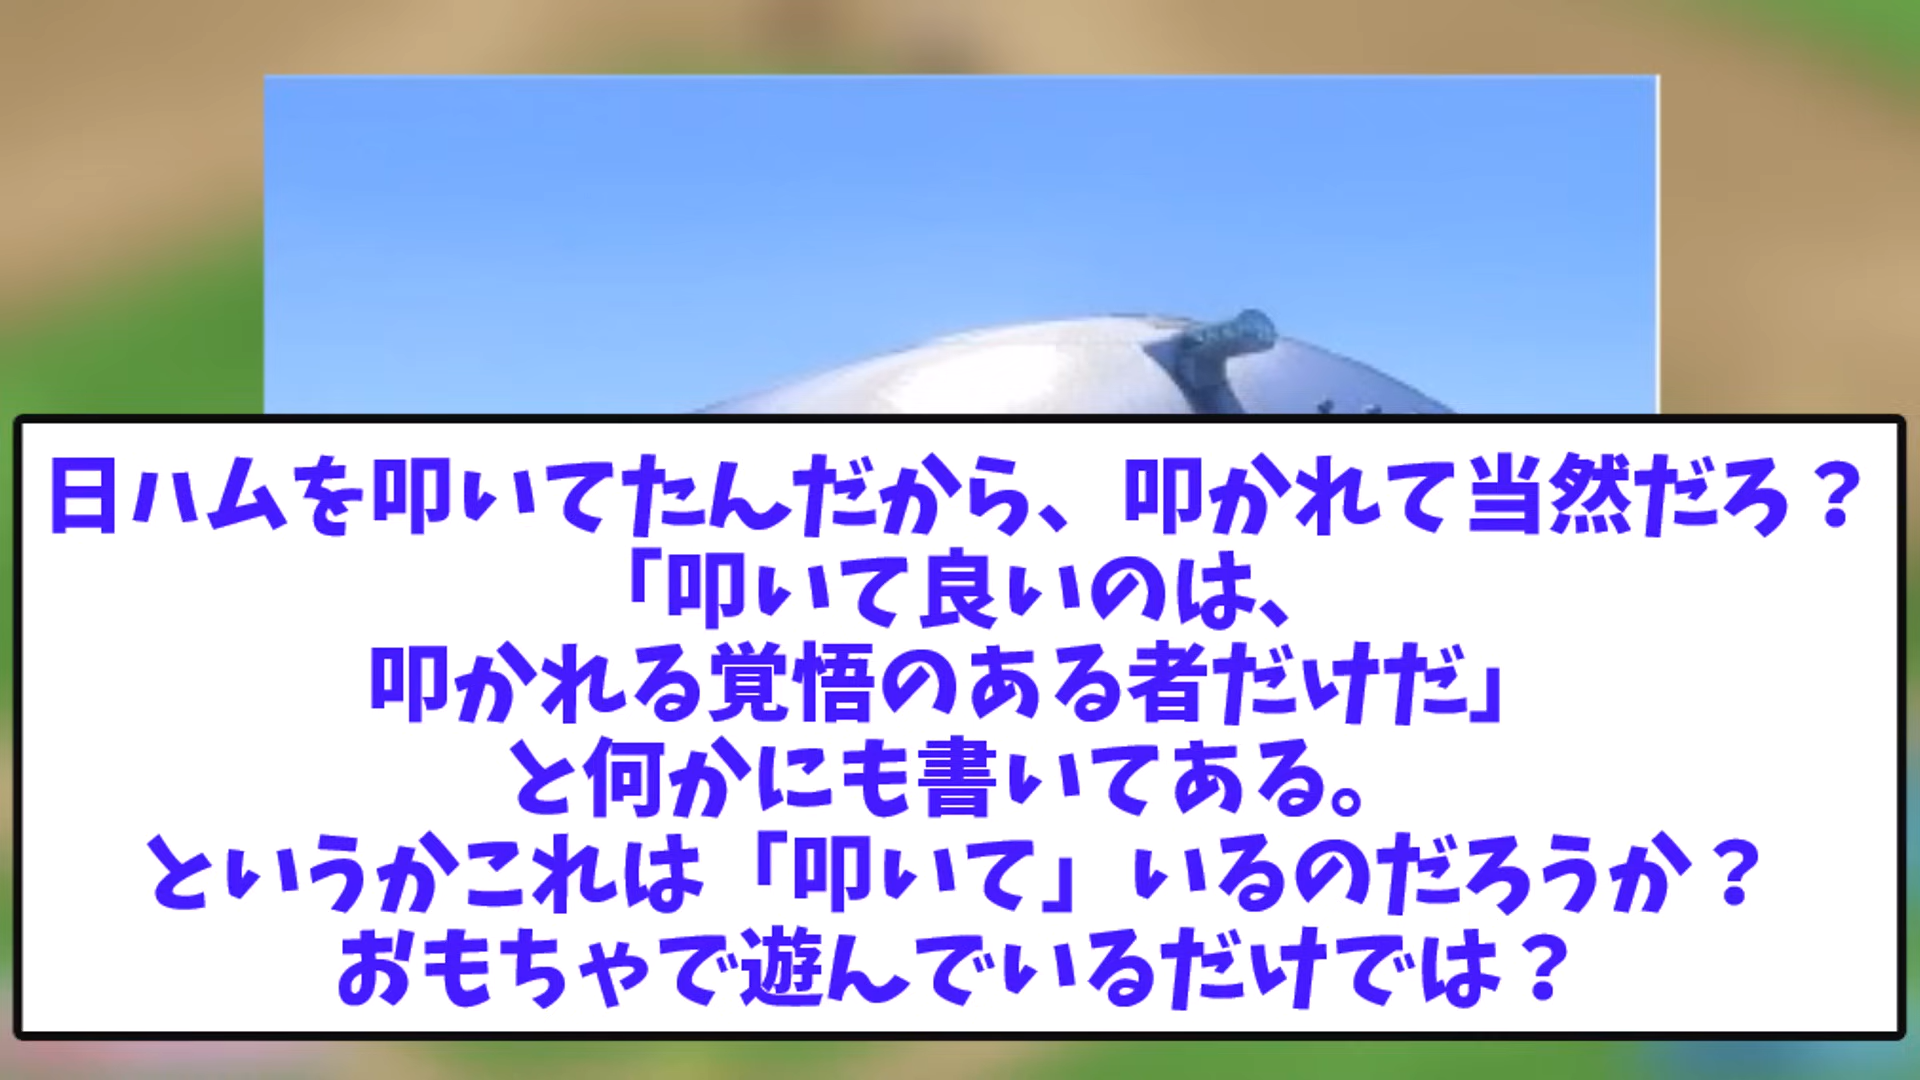 日ハムを叩いてたんだから、叩かれて当然だろ？
「叩いて良いのは、
叩かれる覚悟のある者だけだ」
と何かにも書いてある。
というかこれは「叩いて」いるのだろうか？
おもちゃで遊んでいるだけでは？